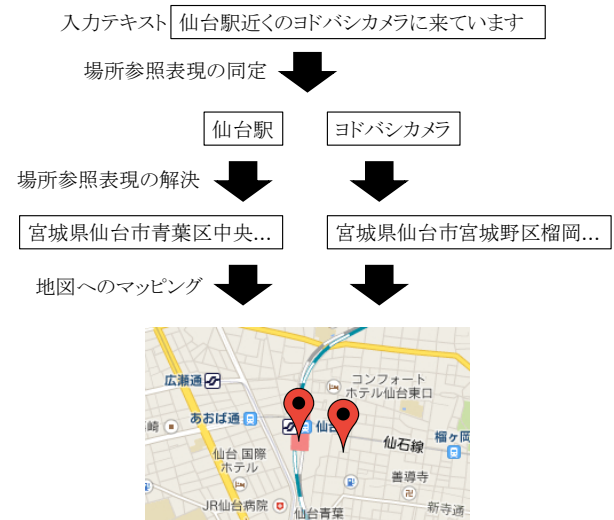 入力テキスト 仙台駅近くのヨドバシカメラに来ています
場所参照表現の同定
仙台駅 ヨドバシカメラ
場所参照表現の解決
宮城県仙台市青葉区中央... 宮城県仙台市宮城野区榴岡...
地図へのマッピング
広瀬通
コンフォート
ホテル仙台東口
あおば通
仙台
崎
仙石線
榴ヶ岡
仙台 国際
ホテル
善導寺
JR仙台病院
仙台青葉
新寺通